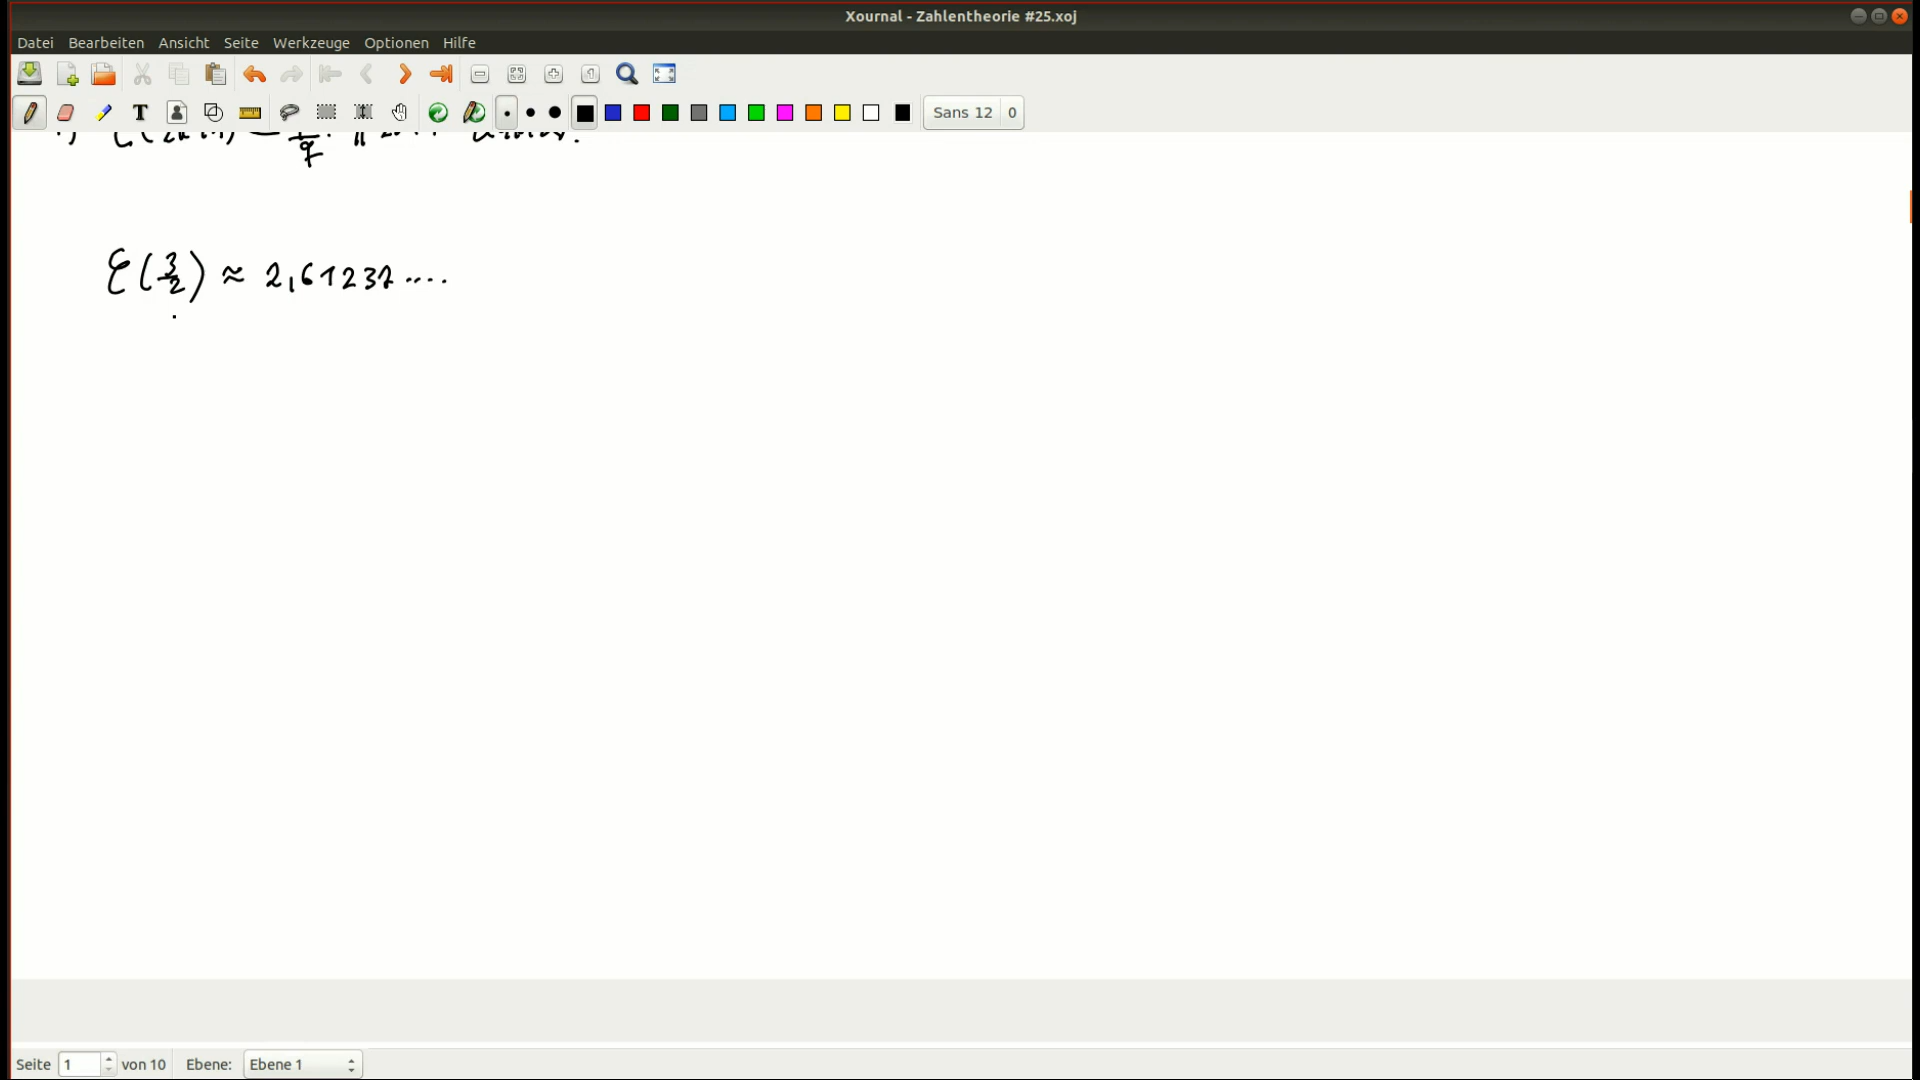 Xournal - Zahlentheorie #25.xoj
Datei Bearbeiten Ansicht Seite Werkzeuge Optionen Hilfe
T Sans 12 0
q
ζ(3/2) ≈ 2,61237....
Seite 1 von 10 Ebene: Ebene 1